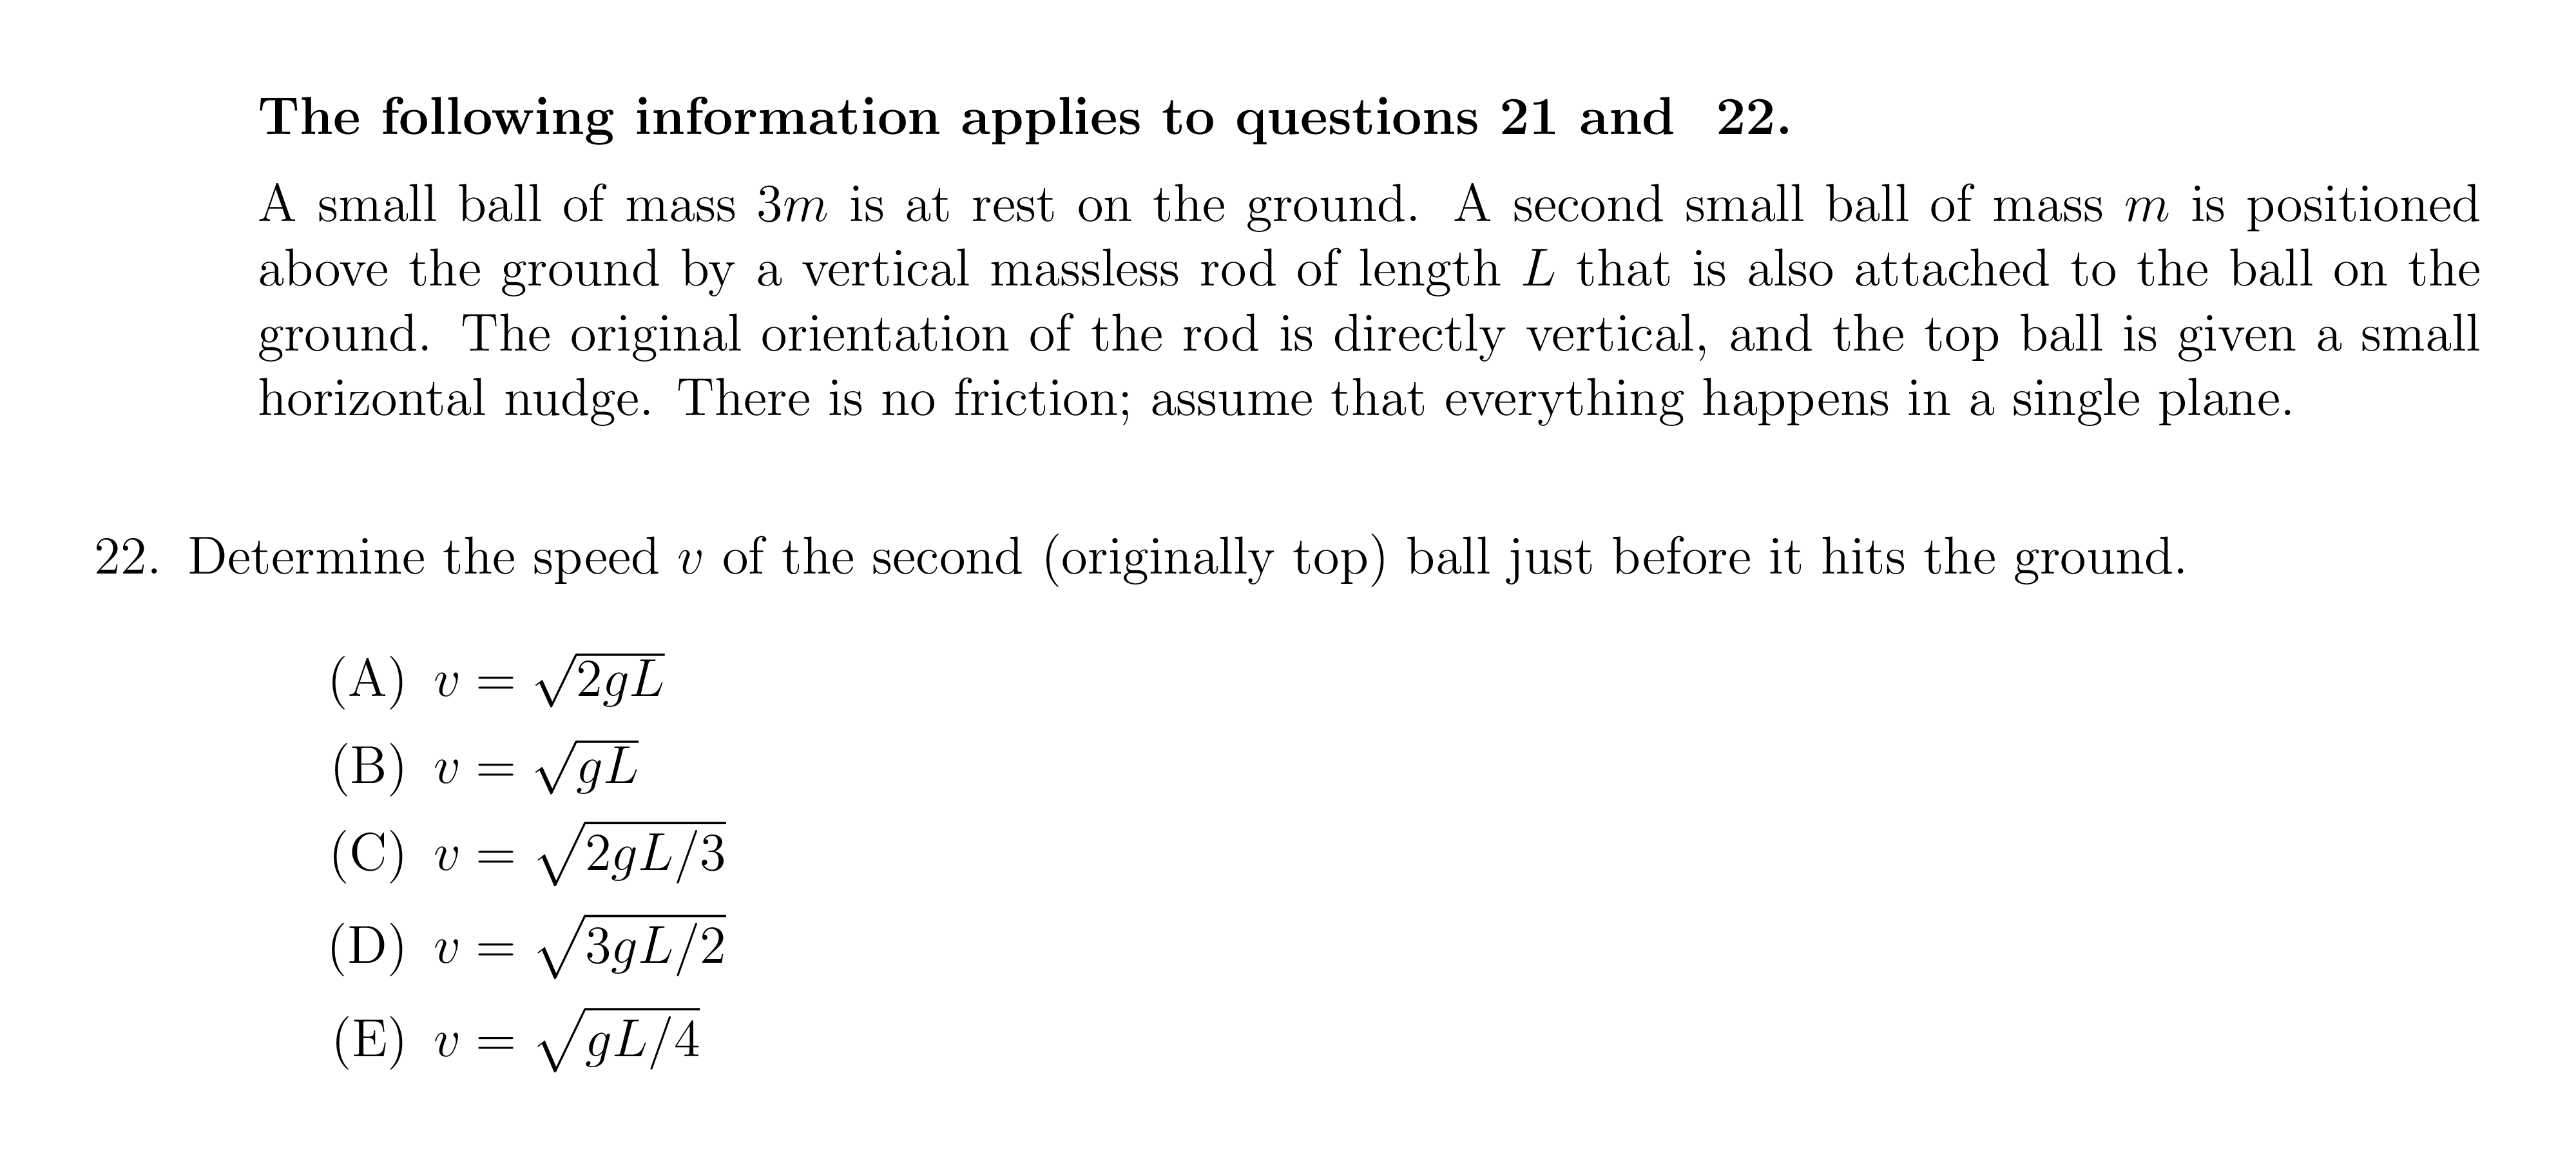 The following information applies to questions 21 and 22.
A small ball of mass 3m is at rest on the ground. A second small ball of mass m is positioned
above the ground by a vertical massless rod of length L that is also attached to the ball on the
ground. The original orientation of the rod is directly vertical, and the top ball is given a small
horizontal nudge. There is no friction; assume that everything happens in a single plane.
22. Determine the speed v of the second (originally top) ball just before it hits the ground.
(A) v = √2gL
(B) v = √gL
(C) v = √2gL/3
(D) v = √3gL/2
(E) v = √gL/4